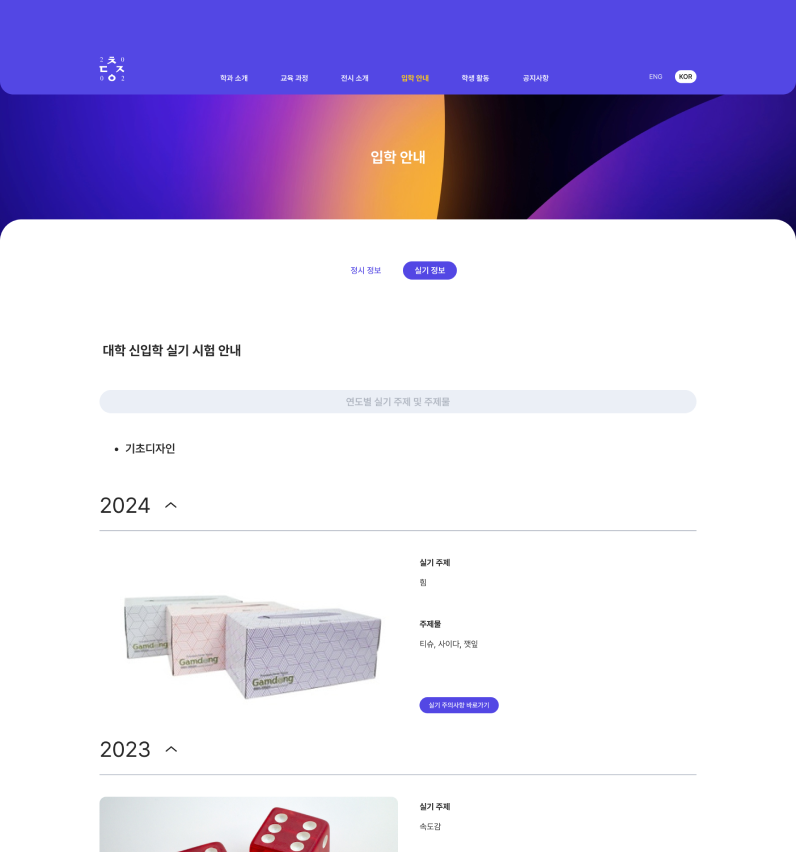 2 ㅊ 0
ㄷ ㅈ
0 ㅇ 2
학과 소개 교육 과정 전시 소개 입학 안내 학생 활동 공지사항 ENG KOR
입학 안내
정시 정보 실기 정보
대학 신입학 실기 시험 안내
연도별 실기 주제 및 주제물
• 기초디자인
2024
실기 주제
힘
주제물
티슈, 사이다, 깻잎
Gamdong
Gamdong
Gamdong
실기 주의사항 바로가기
2023
실기 주제
속도감